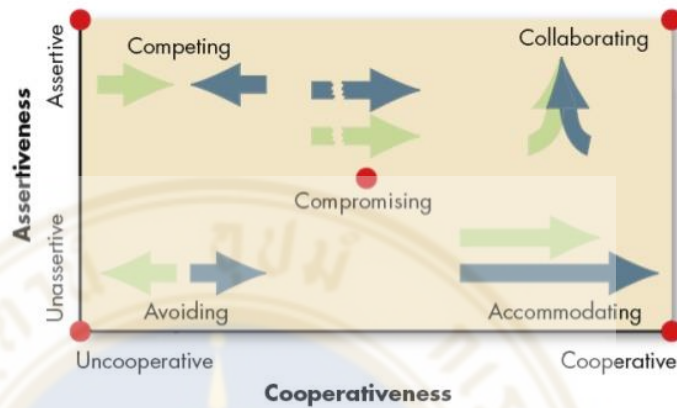 Assertive
Competing
Collaborating
Assertiveness
Compromising
Unassertive
Avoiding
Accommodating
Uncooperative
Cooperative
Cooperativeness